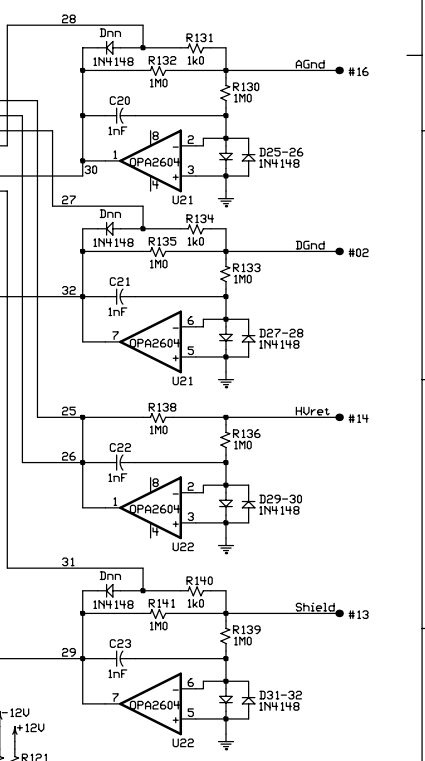 28
Dnn
1N4148
R131
1k0
R132
1M0
AGnd
#16
R130
1M0
C20
1nF
8
2
1
OPA2604
3
4
30
U21
D25-26
1N4148
27
Dnn
1N4148
R134
1k0
R135
1M0
DGnd
#02
R133
1M0
32
C21
1nF
6
7
OPA2604
5
U21
D27-28
1N4148
25
R138
1M0
HVret
#14
R136
1M0
26
C22
1nF
8
2
1
OPA2604
3
4
U22
D29-30
1N4148
31
Dnn
1N4148
R140
1k0
R141
1M0
Shield
#13
R139
1M0
29
C23
1nF
6
7
OPA2604
5
U22
D31-32
1N4148
-12V
+12V
R121